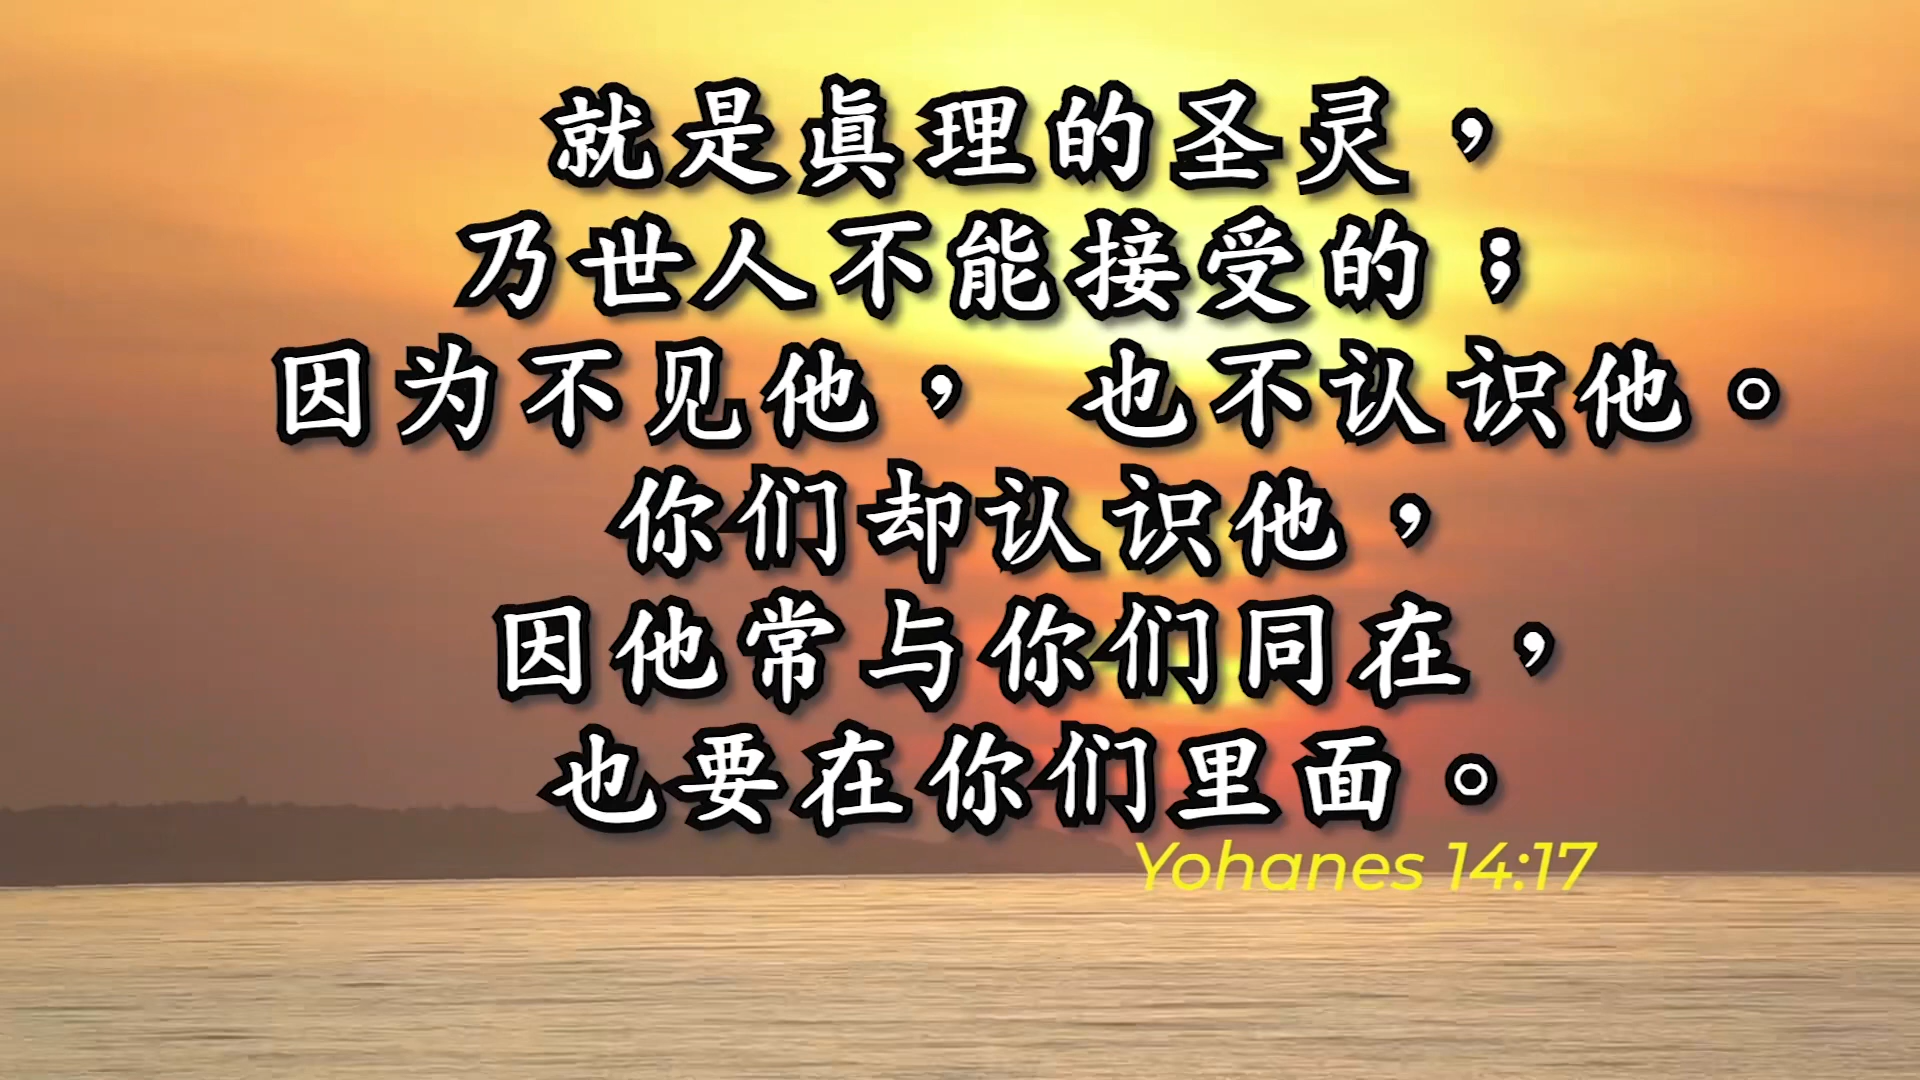 就是眞理的圣灵，
乃世人不能接受的；
因为不见他， 也不认识他。
你们却认识他，
因他常与你们同在，
也要在你们里面。
Yohanes 14:17